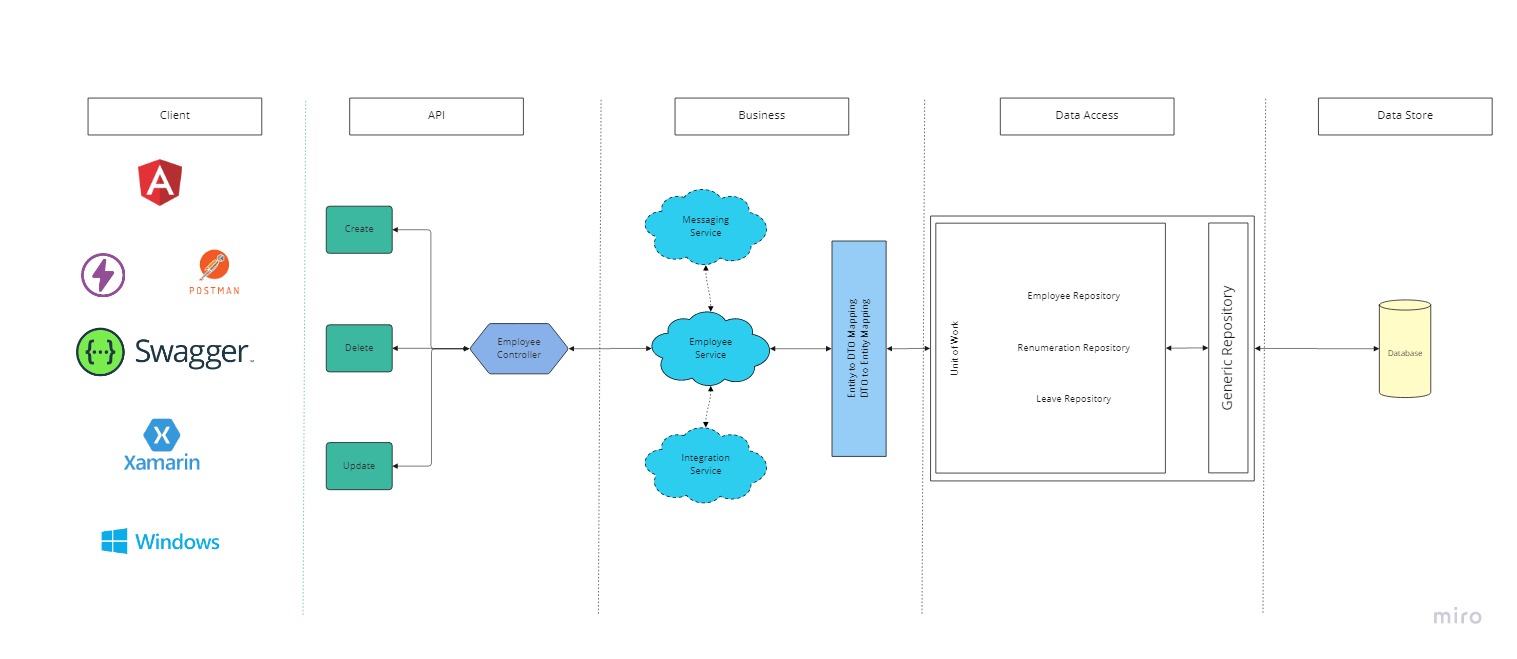 Client
API
Business
Data Access
Data Store
POSTMAN
Swagger
Xamarin
Windows
Create
Delete
Update
Employee
Controller
Messaging
Service
Employee
Service
Integration
Service
Entity to DTO Mapping
DTO to Entity Mapping
Unit of Work
Employee Repository
Renumeration Repository
Leave Repository
Generic Repository
Database
miro